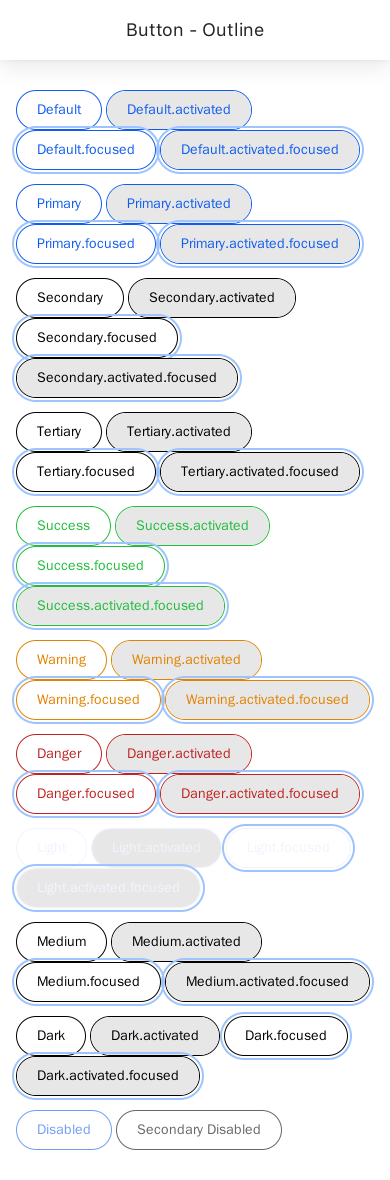 Button - Outline
Default Default.activated
Default.focused Default.activated.focused
Primary Primary.activated
Primary.focused Primary.activated.focused
Secondary Secondary.activated
Secondary.focused
Secondary.activated.focused
Tertiary Tertiary.activated
Tertiary.focused Tertiary.activated.focused
Success Success.activated
Success.focused
Success.activated.focused
Warning Warning.activated
Warning.focused Warning.activated.focused
Danger Danger.activated
Danger.focused Danger.activated.focused
Light Light.activated Light.focused
Light.activated.focused
Medium Medium.activated
Medium.focused Medium.activated.focused
Dark Dark.activated Dark.focused
Dark.activated.focused
Disabled Secondary Disabled